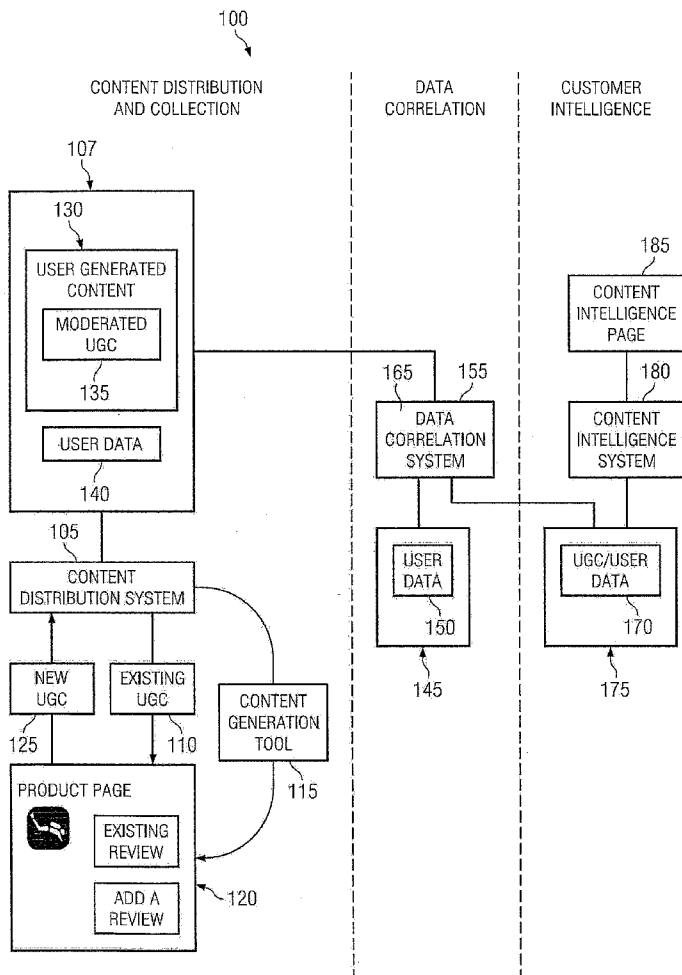 100
CONTENT DISTRIBUTION
AND COLLECTION
DATA
CORRELATION
CUSTOMER
INTELLIGENCE
107
130
USER GENERATED
CONTENT
MODERATED
UGC
135
USER DATA
140
105
CONTENT
DISTRIBUTION SYSTEM
NEW
UGC
125
EXISTING
UGC
110
CONTENT
GENERATION
TOOL
115
PRODUCT PAGE
EXISTING
REVIEW
ADD A
REVIEW
120
165
155
DATA
CORRELATION
SYSTEM
USER
DATA
150
145
185
CONTENT
INTELLIGENCE
PAGE
180
CONTENT
INTELLIGENCE
SYSTEM
UGC/USER
DATA
170
175